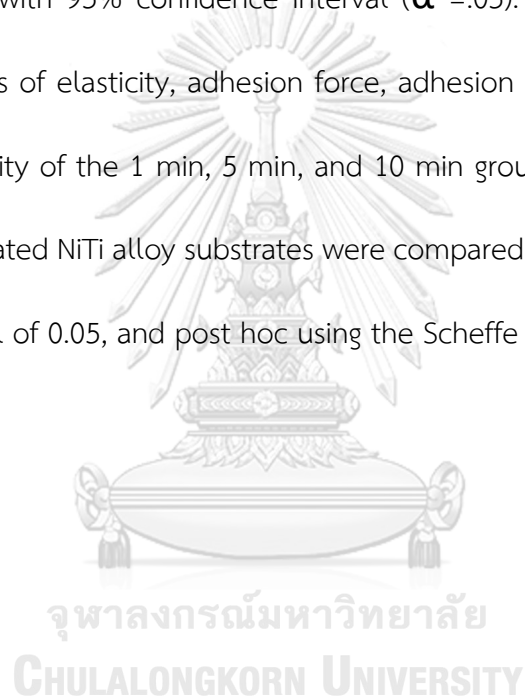 with 95% confidence interval (α =.05).
s of elasticity, adhesion force, adhesion
ity of the 1 min, 5 min, and 10 min grou
ated NiTi alloy substrates were compared
l of 0.05, and post hoc using the Scheffe
จุฬาลงกรณ์มหาวิทยาลัย
CHULALONGKORN UNIVERSITY